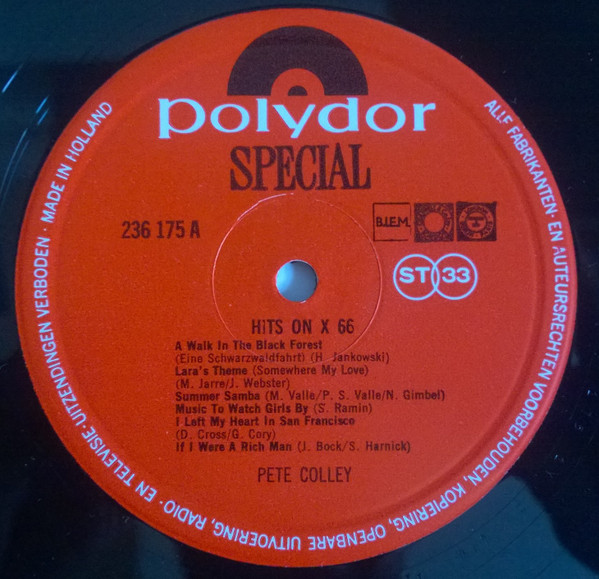 polydor
SPECIAL
236 175 A
B.I.E.M.
ST 33
HITS ON X 66
A Walk In The Black Forest
(Eine Schwarzwaldfahrt) (H. Jankowski)
Lara's Theme (Somewhere My Love)
(M. Jarre/J. Webster)
Summer Samba (M. Valle/P. S. Valle/N. Gimbel)
Music To Watch Girls By (S. Ramin)
I Left My Heart In San Francisco
(D. Cross/G. Cory)
If I Were A Rich Man (J. Bock/S. Harnick)
PETE COLLEY
ALLE FABRIKANTEN- EN AUTEURSRECHTEN VOORBEHOUDEN, KOPIERING, OPENBARE UITVOERING, RADIO- EN TELEVISIE-UITZENDINGEN VERBODEN · MADE IN HOLLAND